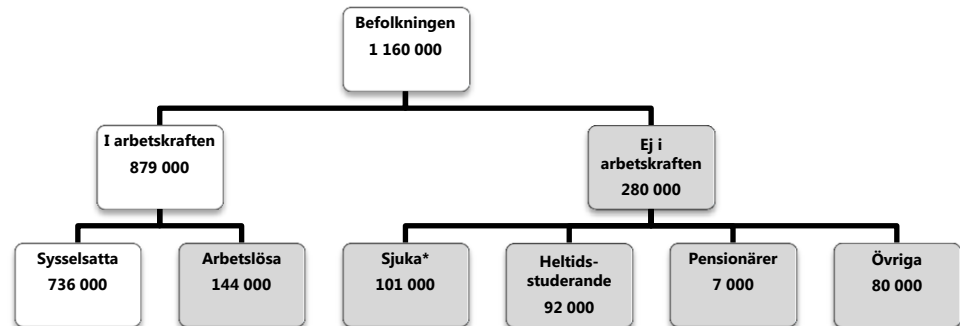 Befolkningen
1 160 000
I arbetskraften
879 000
Ej i
arbetskraften
280 000
Sysselsatta
736 000
Arbetslösa
144 000
Sjuka*
101 000
Heltids-
studerande
92 000
Pensionärer
7 000
Övriga
80 000